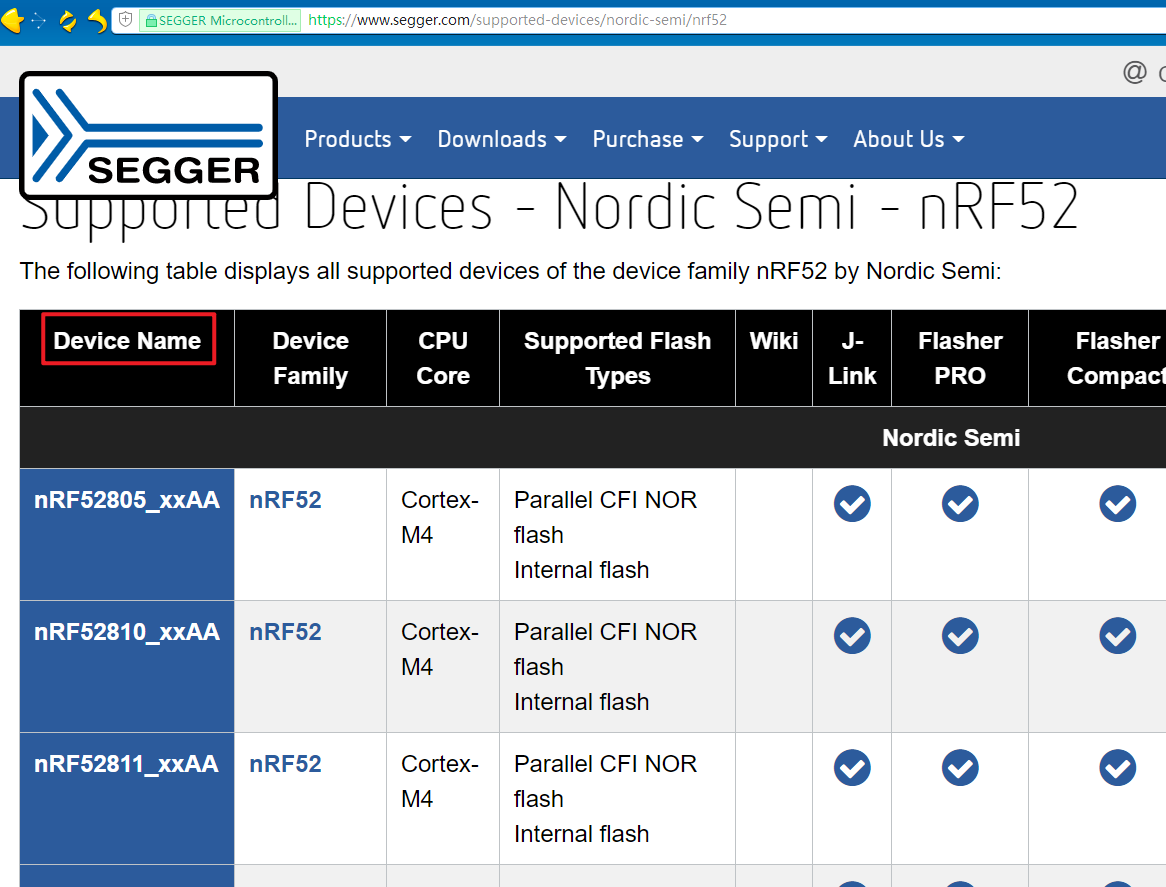 SEGGER Microcontroll... https://www.segger.com/supported-devices/nordic-semi/nrf52
@
SEGGER
Products Downloads Purchase Support About Us
Supported Devices - Nordic Semi - nRF52
The following table displays all supported devices of the device family nRF52 by Nordic Semi:
Device Name
Device
Family
CPU
Core
Supported Flash
Types
Wiki
J-
Link
Flasher
PRO
Flasher
Compact
Nordic Semi
nRF52805_xxAA
nRF52
Cortex-
M4
Parallel CFI NOR
flash
Internal flash
nRF52810_xxAA
nRF52
Cortex-
M4
Parallel CFI NOR
flash
Internal flash
nRF52811_xxAA
nRF52
Cortex-
M4
Parallel CFI NOR
flash
Internal flash